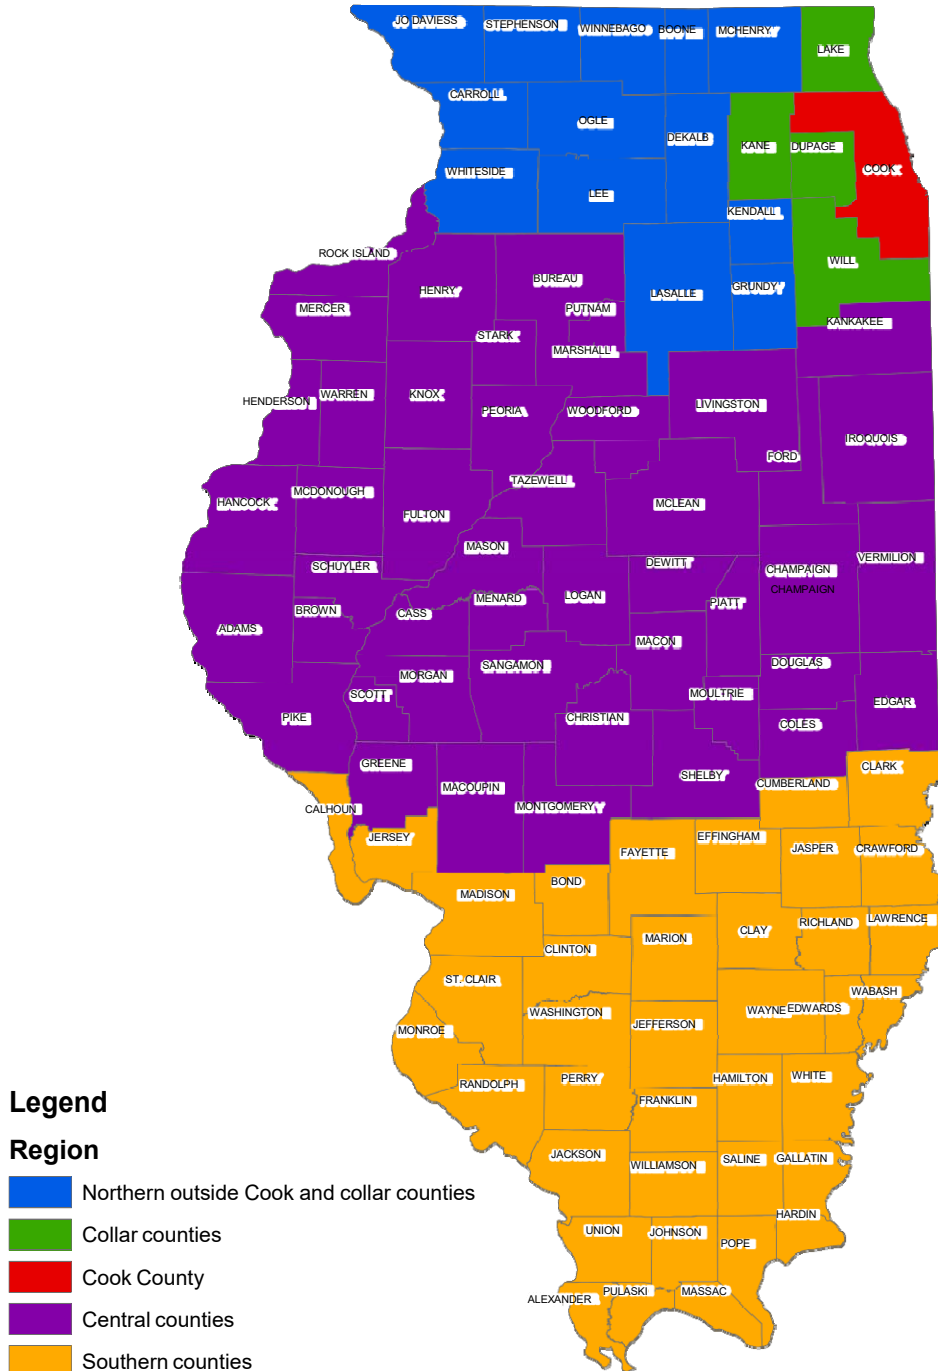 JO DAVIESS
STEPHENSON
WINNEBAGO
BOONE
MCHENRY
LAKE
CARROLL
OGLE
DEKALB
KANE
DUPAGE
COOK
WHITESIDE
LEE
KENDALL
ROCK ISLAND
HENRY
BUREAU
LASALLE
GRUNDY
WILL
MERCER
PUTNAM
KANKAKEE
STARK
MARSHALL
HENDERSON
WARREN
KNOX
PEORIA
WOODFORD
LIVINGSTON
IROQUOIS
FORD
HANCOCK
MCDONOUGH
TAZEWELL
FULTON
MCLEAN
MASON
SCHUYLER
DEWITT
CHAMPAIGN
VERMILION
CHAMPAIGN
BROWN
CASS
MENARD
LOGAN
PIATT
ADAMS
MACON
MORGAN
SANGAMON
DOUGLAS
SCOTT
MOULTRIE
EDGAR
PIKE
CHRISTIAN
COLES
GREENE
MACOUPIN
SHELBY
CUMBERLAND
CLARK
CALHOUN
MONTGOMERY
JERSEY
FAYETTE
EFFINGHAM
JASPER
CRAWFORD
MADISON
BOND
RICHLAND
LAWRENCE
CLINTON
MARION
CLAY
ST. CLAIR
WABASH
MONROE
WASHINGTON
JEFFERSON
WAYNE
EDWARDS
RANDOLPH
PERRY
HAMILTON
WHITE
FRANKLIN
JACKSON
WILLIAMSON
SALINE
GALLATIN
UNION
JOHNSON
POPE
HARDIN
ALEXANDER
PULASKI
MASSAC
Legend
Region
Northern outside Cook and collar counties
Collar counties
Cook County
Central counties
Southern counties